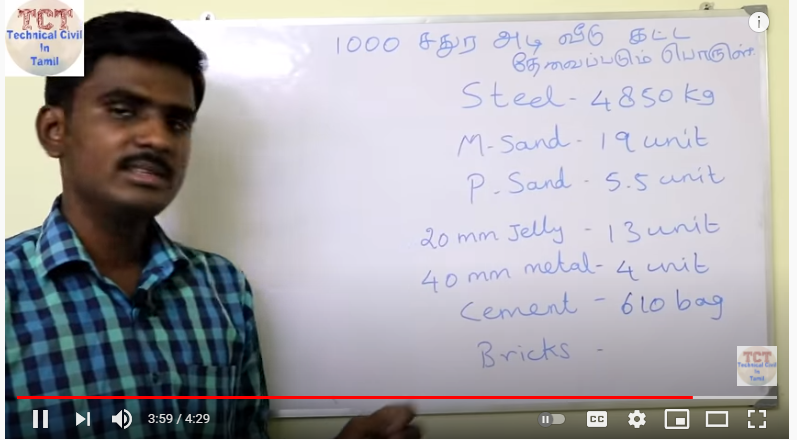 TCT
Technical Civil
In
Tamil
1000 சதுர அடி வீடு கட்ட
தேவைப்படும் பொருள்
Steel - 4850 kg
M-Sand - 19 unit
P-Sand - 5.5 unit
20 mm Jelly - 13 unit
40 mm metal - 4 unit
Cement - 610 bag
Bricks -
TCT
Technical Civil
In
Tamil
3:59 / 4:29
CC